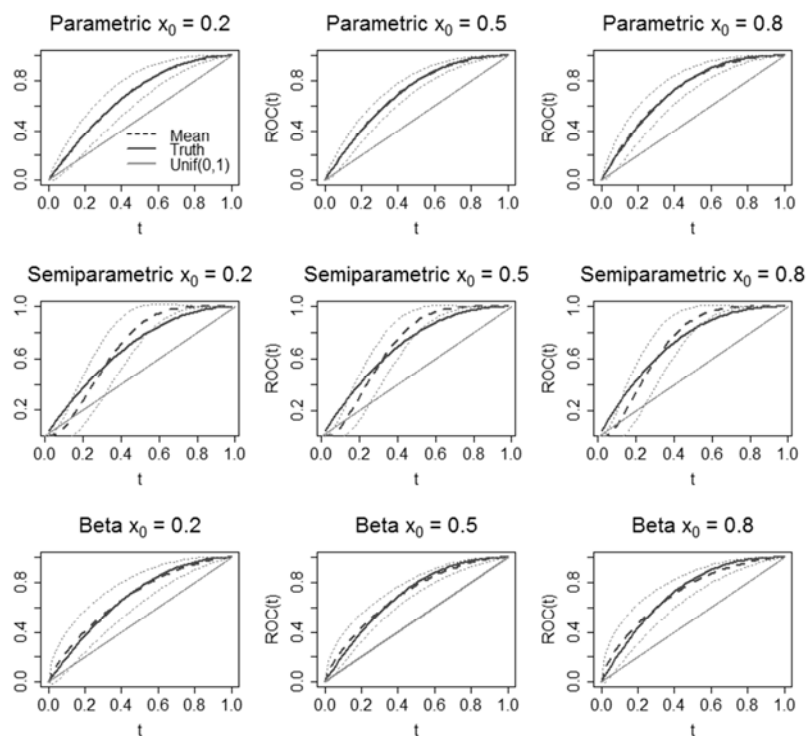 Parametric x₀ = 0.2
0.8
0.4
0.0
Mean
Truth
Unif(0,1)
0.0 0.2 0.4 0.6 0.8 1.0
t
Parametric x₀ = 0.5
ROC(t)
0.8
0.4
0.0
0.0 0.2 0.4 0.6 0.8 1.0
t
Parametric x₀ = 0.8
ROC(t)
0.8
0.4
0.0
0.0 0.2 0.4 0.6 0.8 1.0
t
Semiparametric x₀ = 0.2
1.0
0.6
0.2
0.0 0.2 0.4 0.6 0.8 1.0
t
Semiparametric x₀ = 0.5
ROC(t)
1.0
0.6
0.2
0.0 0.2 0.4 0.6 0.8 1.0
t
Semiparametric x₀ = 0.8
ROC(t)
1.0
0.6
0.2
0.0 0.2 0.4 0.6 0.8 1.0
t
Beta x₀ = 0.2
0.8
0.4
0.0
0.0 0.2 0.4 0.6 0.8 1.0
t
Beta x₀ = 0.5
ROC(t)
0.8
0.4
0.0
0.0 0.2 0.4 0.6 0.8 1.0
t
Beta x₀ = 0.8
ROC(t)
0.8
0.4
0.0
0.0 0.2 0.4 0.6 0.8 1.0
t